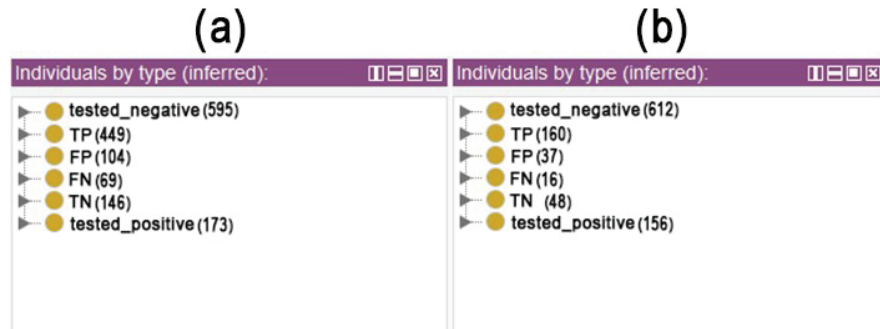 (a)
Individuals by type (inferred):
tested_negative (595)
TP (449)
FP (104)
FN (69)
TN (146)
tested_positive (173)
(b)
Individuals by type (inferred):
tested_negative (612)
TP (160)
FP (37)
FN (16)
TN (48)
tested_positive (156)